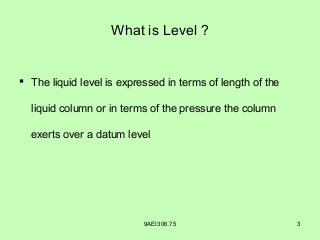 What is Level ?
▪ The liquid level is expressed in terms of length of the
liquid column or in terms of the pressure the column
exerts over a datum level
9AEI306.75
3